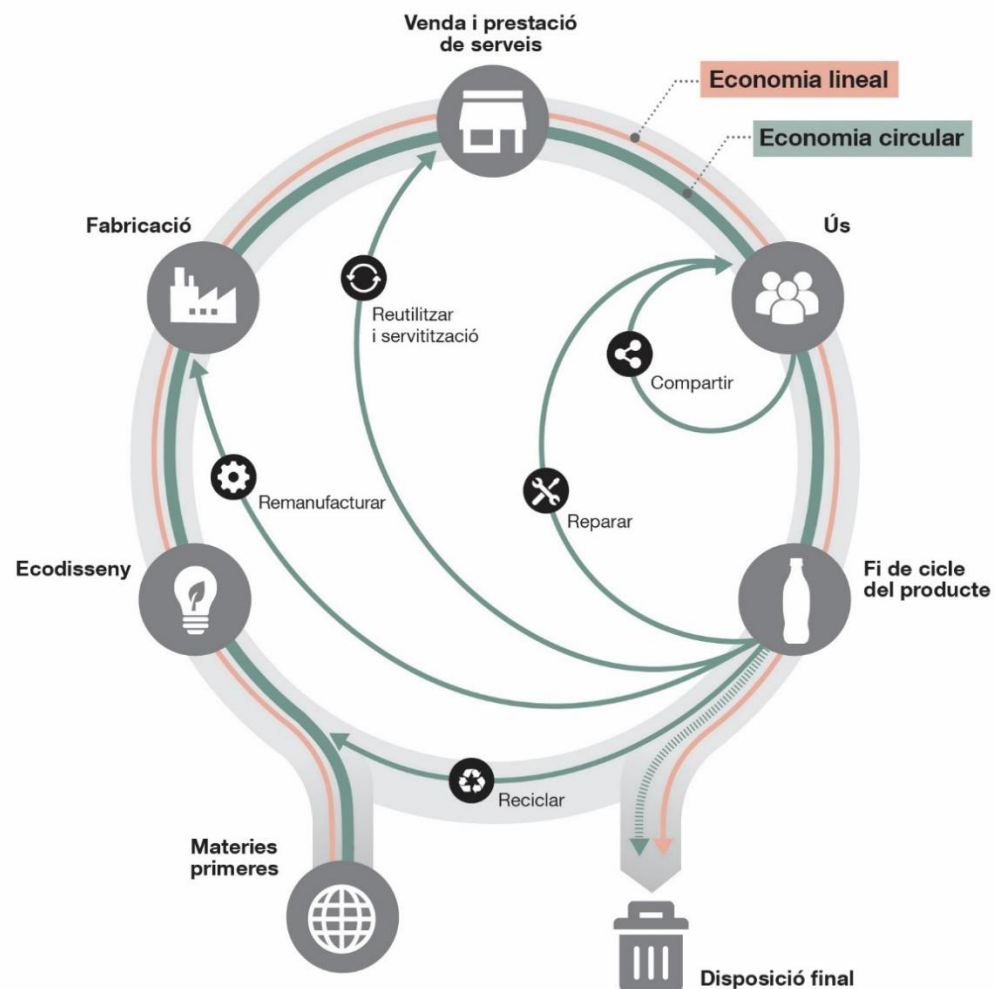 Venda i prestació
de serveis
Economia lineal
Economia circular
Fabricació
Ús
Reutilitzar
i servitització
Compartir
Remanufacturar
Reparar
Ecodisseny
Fi de cicle
del producte
Reciclar
Materies
primeres
Disposició final